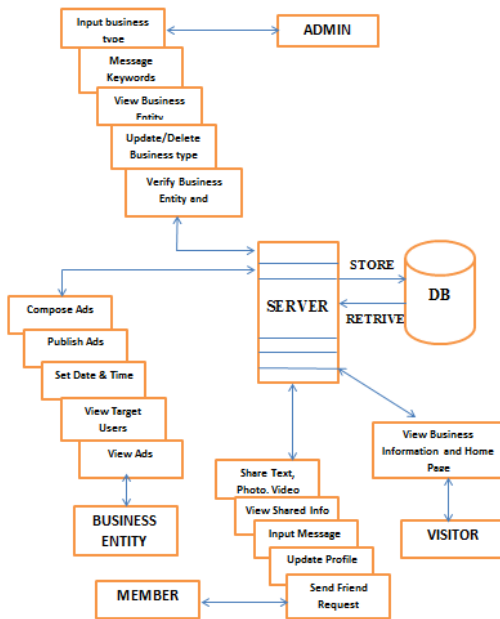 Input business
type
ADMIN
Message
Keywords
View Business
Entity
Update/Delete
Business type
Verify Business
Entity and
STORE
DB
SERVER
RETRIVE
Compose Ads
Publish Ads
Set Date & Time
View Target
Users
View Ads
BUSINESS
ENTITY
View Business
Information and Home
Page
VISITOR
Share Text,
Photo, Video
View Shared Info
Input Message
Update Profile
Send Friend
Request
MEMBER